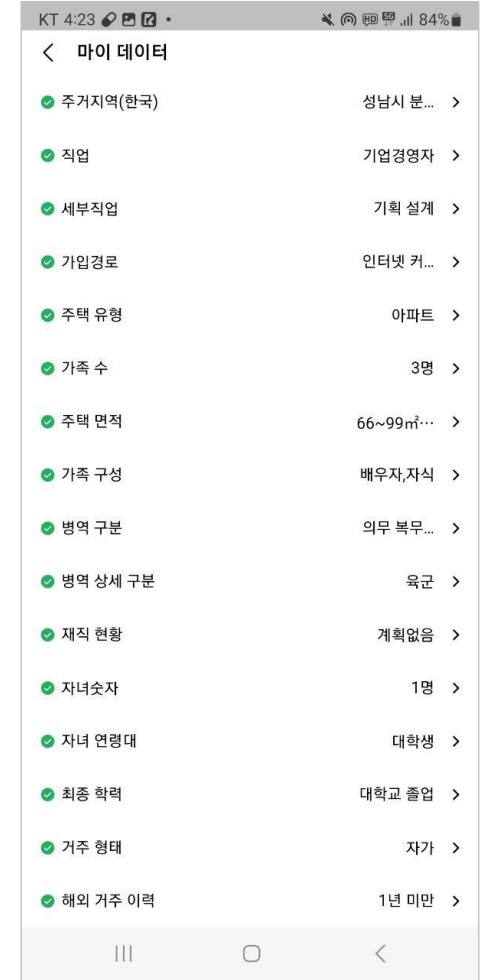 KT 4:23 84%
마이 데이터
주거지역(한국) 성남시 분...
직업 기업경영자
세부직업 기획 설계
가입경로 인터넷 커...
주택 유형 아파트
가족 수 3명
주택 면적 66~99㎡…
가족 구성 배우자,자식
병역 구분 의무 복무...
병역 상세 구분 육군
재직 현황 계획없음
자녀숫자 1명
자녀 연령대 대학생
최종 학력 대학교 졸업
거주 형태 자가
해외 거주 이력 1년 미만